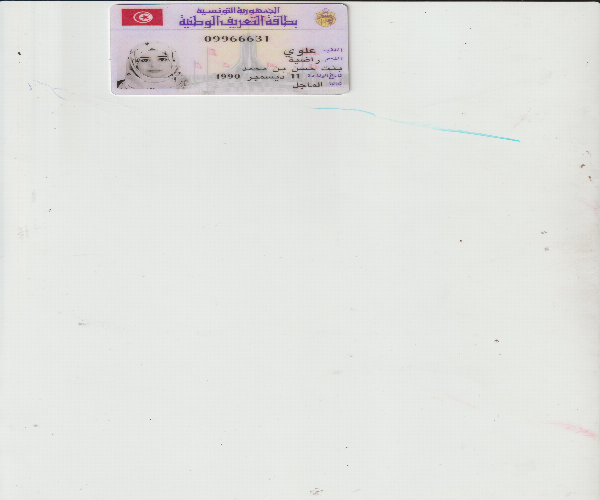 الجمهورية التونسية
بطاقة التعريف الوطنية
09966631
اللقب علوي
الاسم راضية
بنت حسن بن محمد
تاريخ الولادة 11 ديسمبر 1990
مكانها الماجل